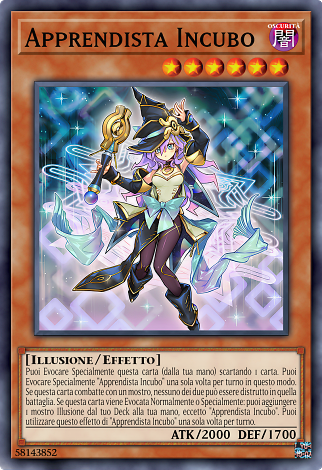 APPRENDISTA INCUBO
OSCURITÀ
闇
[ILLUSIONE/EFFETTO]
Puoi Evocare Specialmente questa carta (dalla tua mano) scartando 1 carta. Puoi
Evocare Specialmente "Apprendista Incubo" una sola volta per turno in questo modo.
Se questa carta combatte con un mostro, nessuno dei due può essere distrutto in quella
battaglia. Se questa carta viene Evocata Normalmente o Specialmente: puoi aggiungere
1 mostro Illusione dal tuo Deck alla tua mano, eccetto "Apprendista Incubo". Puoi
utilizzare questo effetto di "Apprendista Incubo" una sola volta per turno.
ATK/2000 DEF/1700
58143852